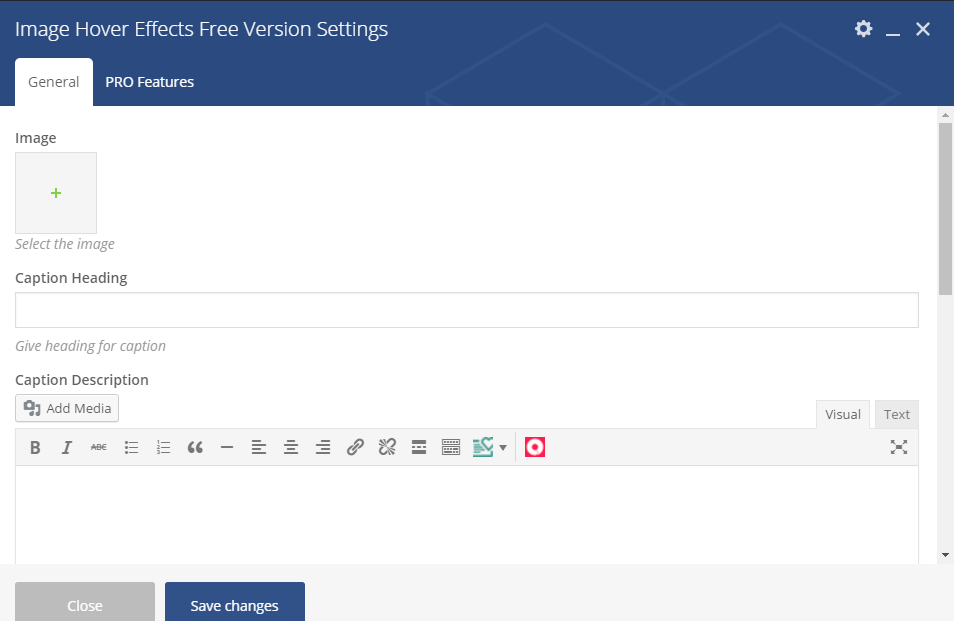 Image Hover Effects Free Version Settings
General PRO Features
Image
Select the image
Caption Heading
Give heading for caption
Caption Description
Add Media
Visual Text
B I ABC
Close Save changes